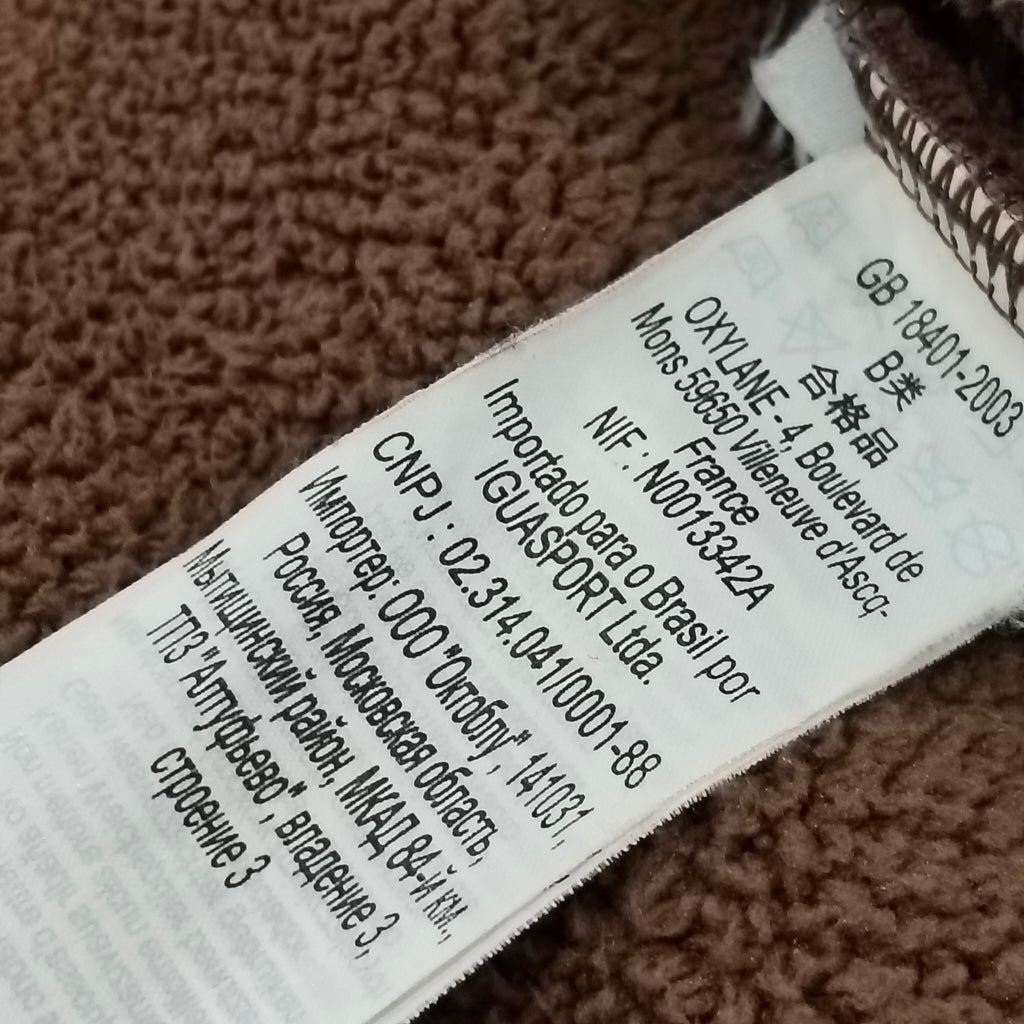 GB 18401-2003
B类
合格品
OXYLANE - 4, Boulevard de
Mons 59650 Villeneuve d'Ascq-
France
NIF : N0013342A
Importado para o Brasil por
IGUASPORT Ltda.
CNPJ : 02.314.041/0001-88
Импортер: ООО "Октоблу", 141031,
Россия, Московская область,
Мытищинский район, МКАД 84-й км.,
ТПЗ "Алтуфьево", владение 3,
строение 3